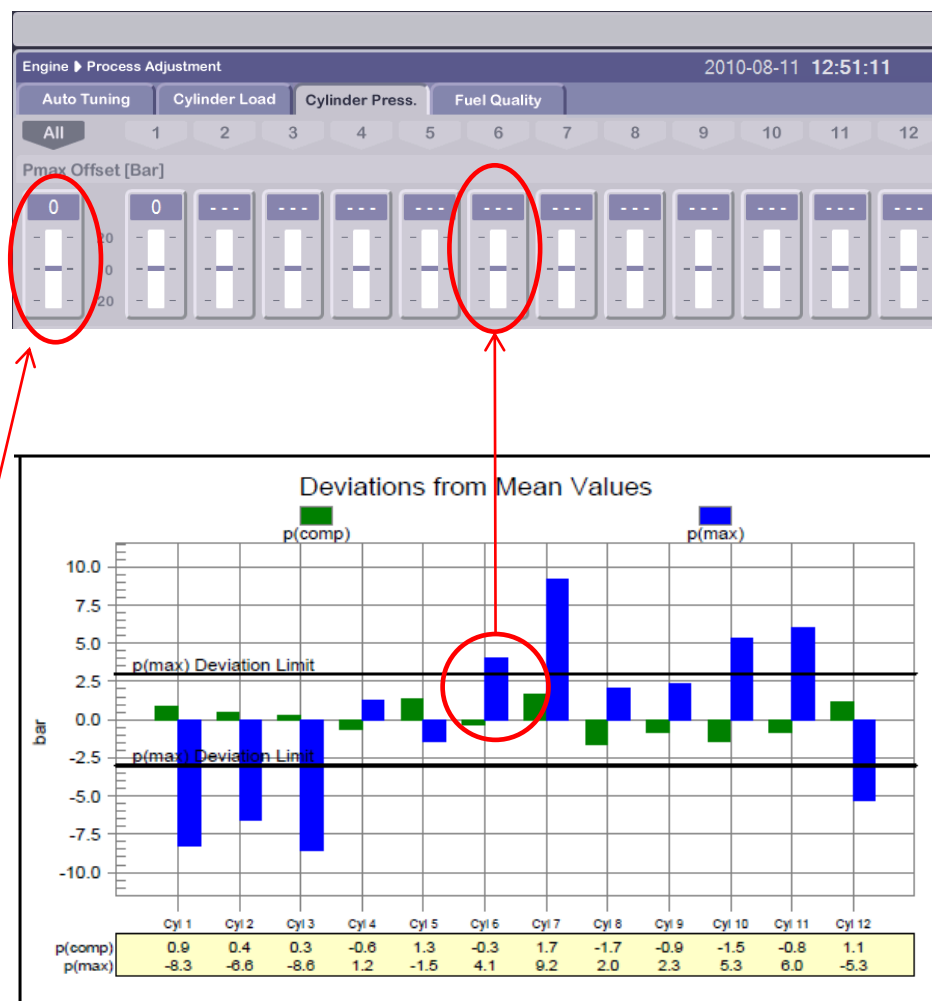 Engine Process Adjustment 2010-08-11 12:51:11
Auto Tuning Cylinder Load Cylinder Press. Fuel Quality
All 1 2 3 4 5 6 7 8 9 10 11 12
Pmax Offset [Bar]
0 0 --- --- --- --- --- --- --- --- --- --- ---
20
0
20
Deviations from Mean Values
p(comp) p(max)
10.0
7.5
5.0
p(max) Deviation Limit
2.5
0.0
bar
p(max) Deviation Limit
-2.5
-5.0
-7.5
-10.0
Cyl 1 Cyl 2 Cyl 3 Cyl 4 Cyl 5 Cyl 6 Cyl 7 Cyl 8 Cyl 9 Cyl 10 Cyl 11 Cyl 12
p(comp) 0.9 0.4 0.3 -0.6 1.3 -0.3 1.7 -1.7 -0.9 -1.5 -0.8 1.1
p(max) -8.3 -6.6 -8.6 1.2 -1.5 4.1 9.2 2.0 2.3 5.3 6.0 -5.3